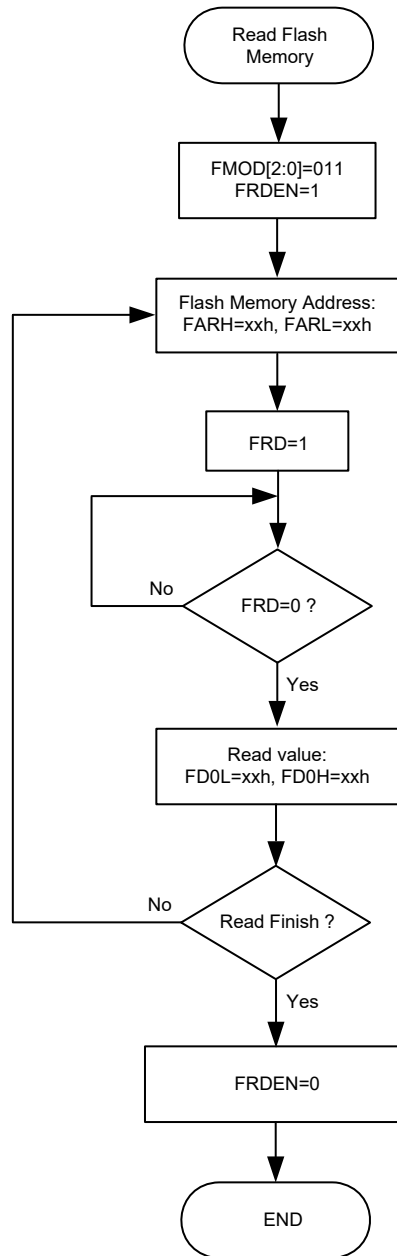 Read Flash
Memory
FMOD[2:0]=011
FRDEN=1
Flash Memory Address:
FARH=xxh, FARL=xxh
FRD=1
No
FRD=0 ?
Yes
Read value:
FD0L=xxh, FD0H=xxh
No
Read Finish ?
Yes
FRDEN=0
END